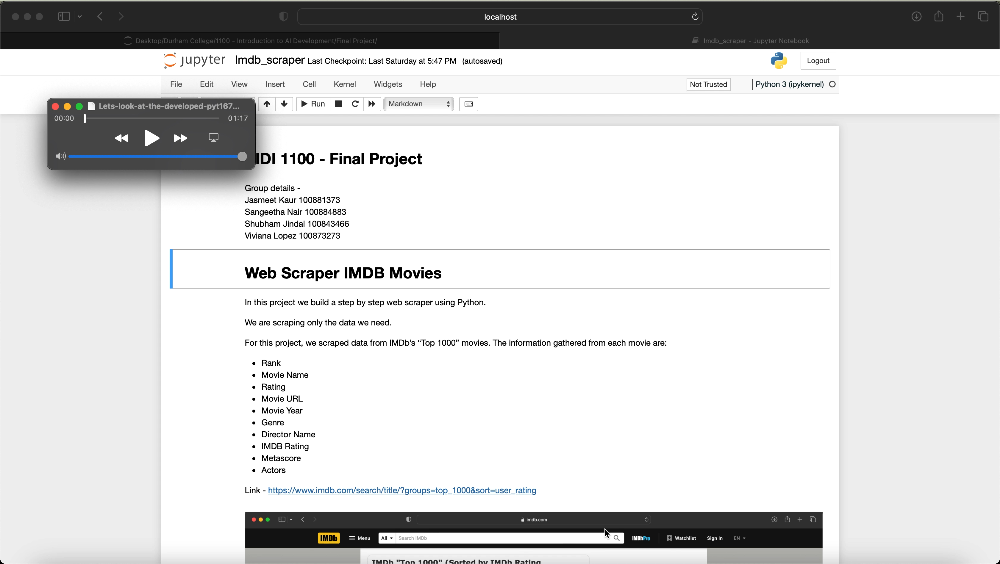 localhost
Desktop/Durham College/1100 - Introduction to AI Development/Final Project/
Imdb_scraper - Jupyter Notebook
jupyter Imdb_scraper Last Checkpoint: Last Saturday at 5:47 PM (autosaved)
Logout
File Edit View Insert Cell Kernel Widgets Help
Not Trusted
Python 3 (ipykernel)
Run
Markdown
Lets-look-at-the-developed-pyt167...
00:00
01:17
IDI 1100 - Final Project
Group details -
Jasmeet Kaur 100881373
Sangeetha Nair 100884883
Shubham Jindal 100843466
Viviana Lopez 100873273
Web Scraper IMDB Movies
In this project we build a step by step web scraper using Python.
We are scraping only the data we need.
For this project, we scraped data from IMDb's “Top 1000” movies. The information gathered from each movie are:
• Rank
• Movie Name
• Rating
• Movie URL
• Movie Year
• Genre
• Director Name
• IMDB Rating
• Metascore
• Actors
Link - https://www.imdb.com/search/title/?groups=top_1000&sort=user_rating
imdb.com
IMDb Menu All Search IMDb IMDbPro Watchlist Sign In EN
IMDb "Top 1000" (Sorted by IMDb Rating